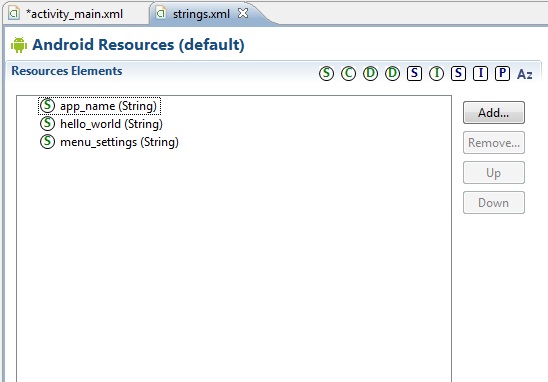 *activity_main.xml strings.xml
Android Resources (default)
Resources Elements S C D D S I S I P Az
S app_name (String)
S hello_world (String)
S menu_settings (String)
Add...
Remove...
Up
Down